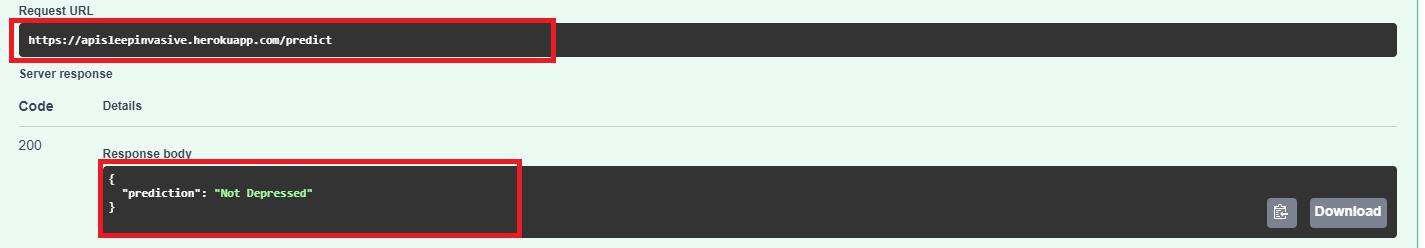 Request URL
https://apisleepinvasive.herokuapp.com/predict
Server response
Code Details
200
Response body
{
"prediction": "Not Depressed"
}
Download